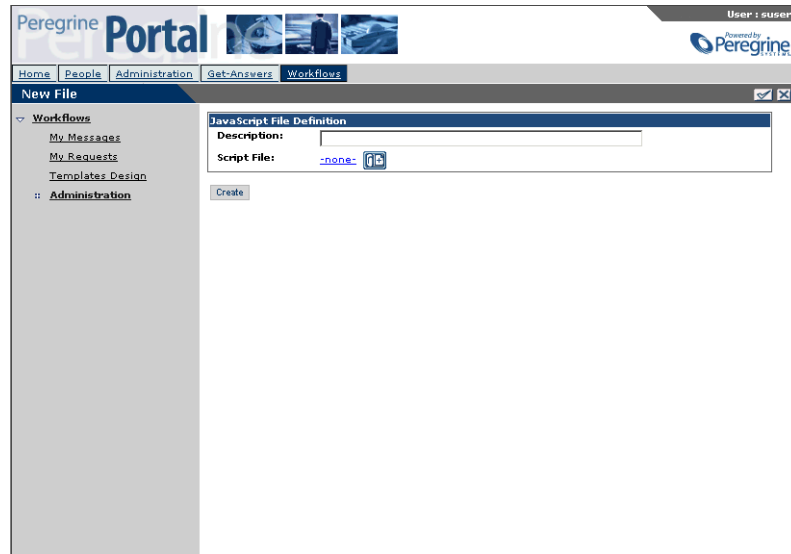 User : suser
Peregrine Portal
Powered by
Peregrine
SYSTEMS
Home People Administration Get-Answers Workflows
New File
Workflows
My Messages
My Requests
Templates Design
Administration
JavaScript File Definition
Description:
Script File: -none-
Create